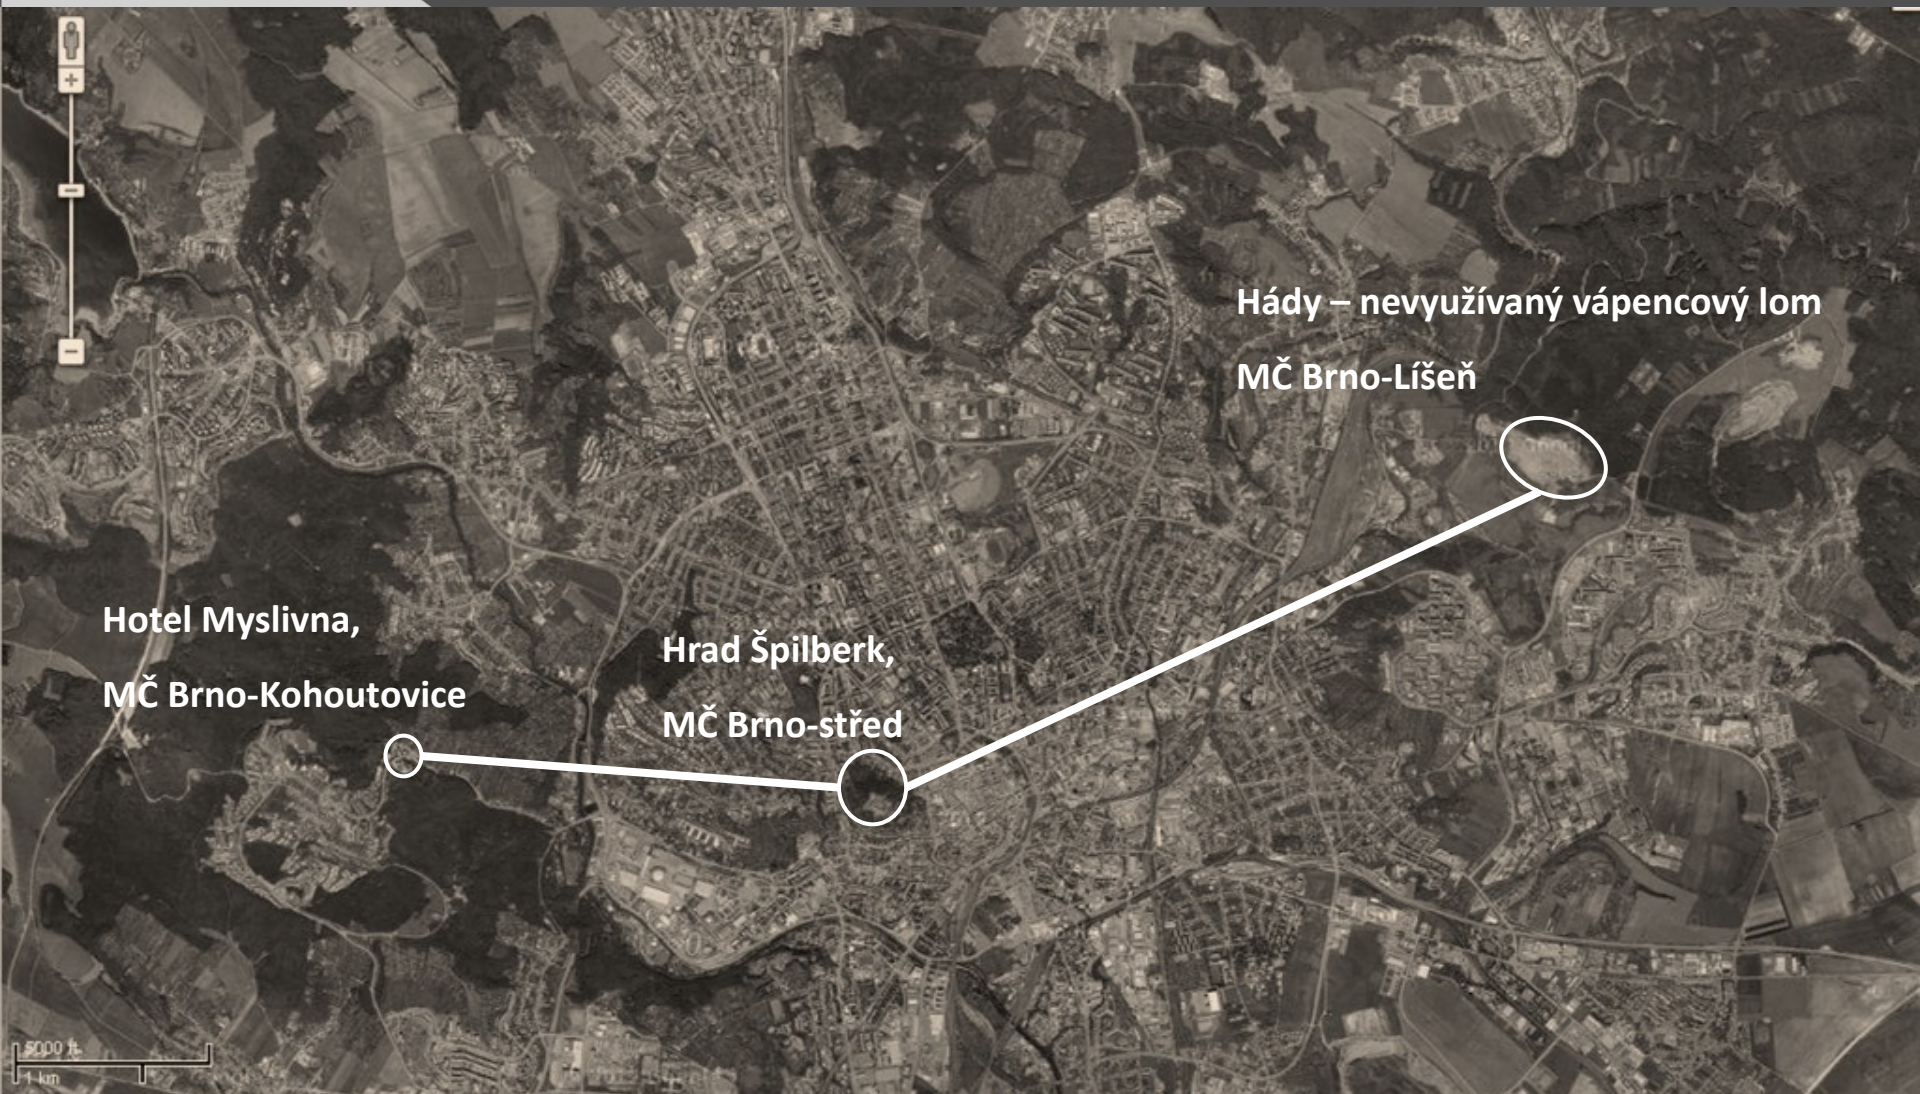 Hády – nevyužívaný vápencový lom
MČ Brno-Líšeň
Hotel Myslivna,
MČ Brno-Kohoutovice
Hrad Špilberk,
MČ Brno-střed
5000 ft
1 km